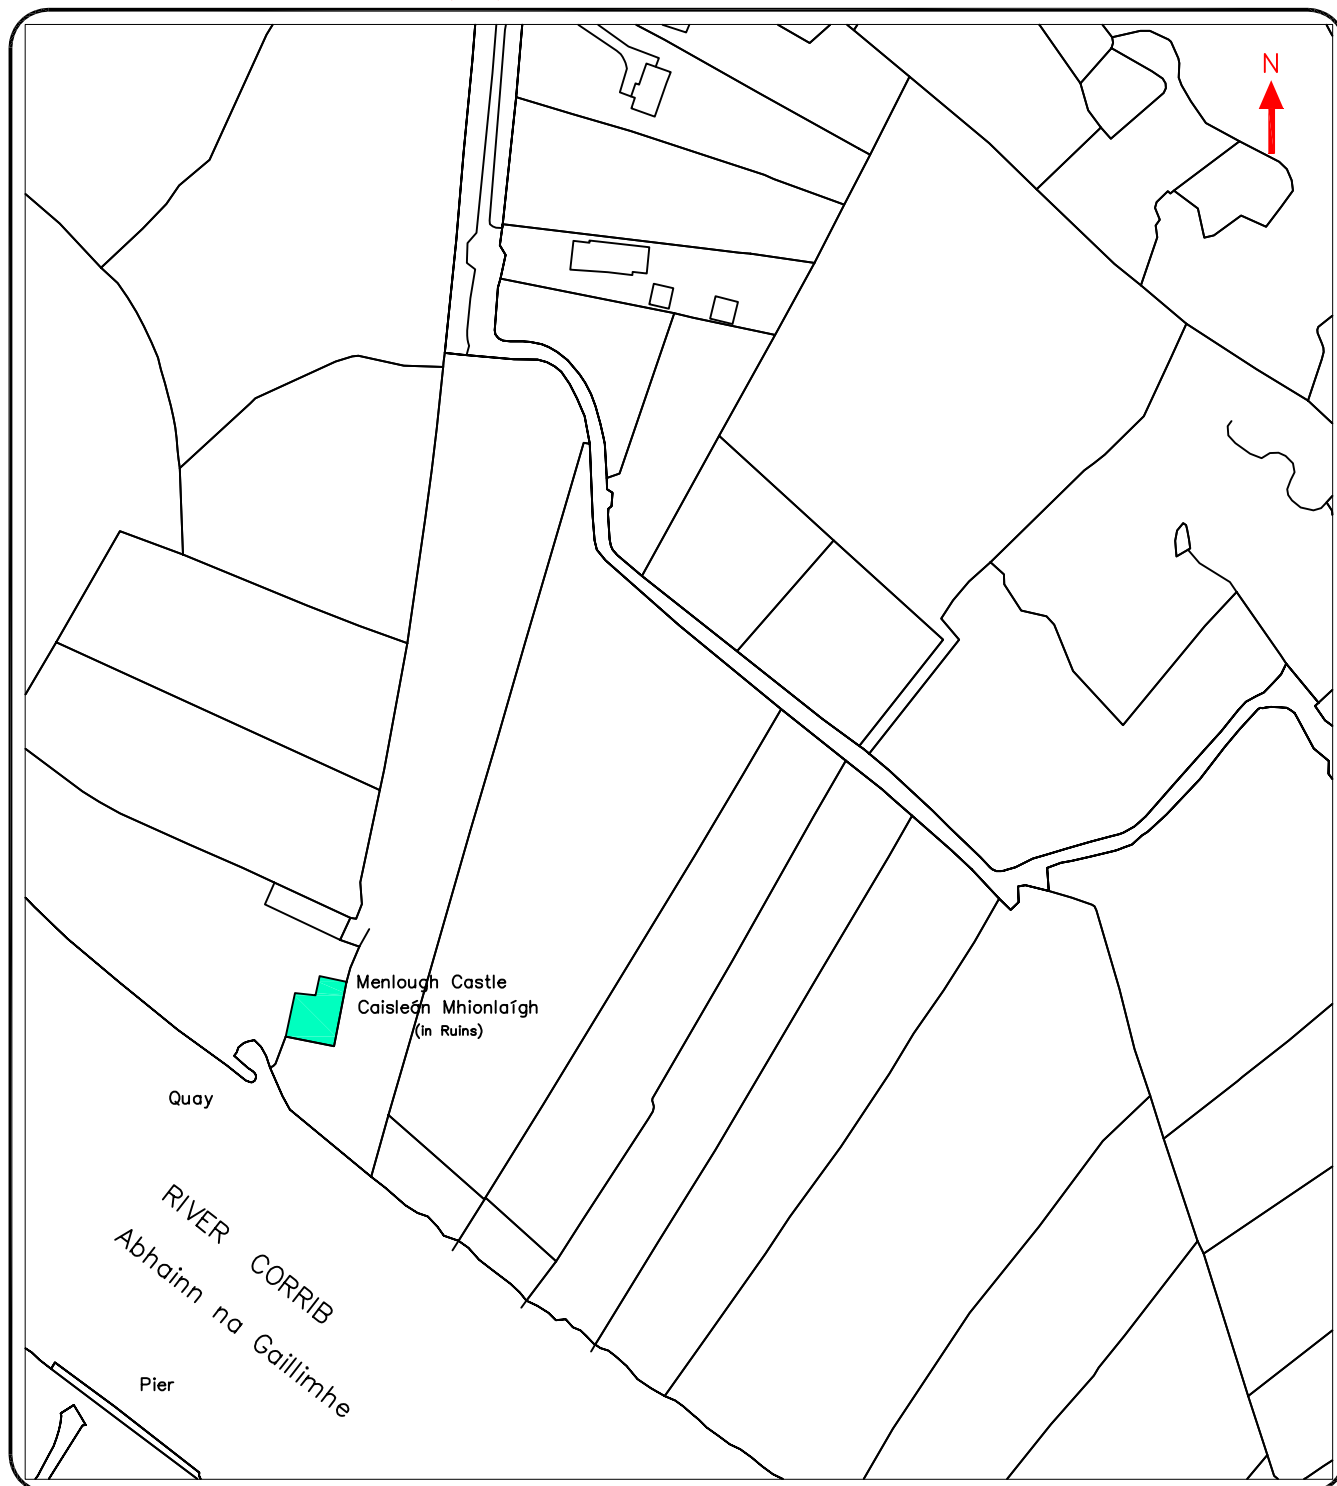 N
Menlough Castle
Caisleán Mhionlaígh
(in Ruins)
Quay
RIVER CORRIB
Abhainn na Gaillimhe
Pier